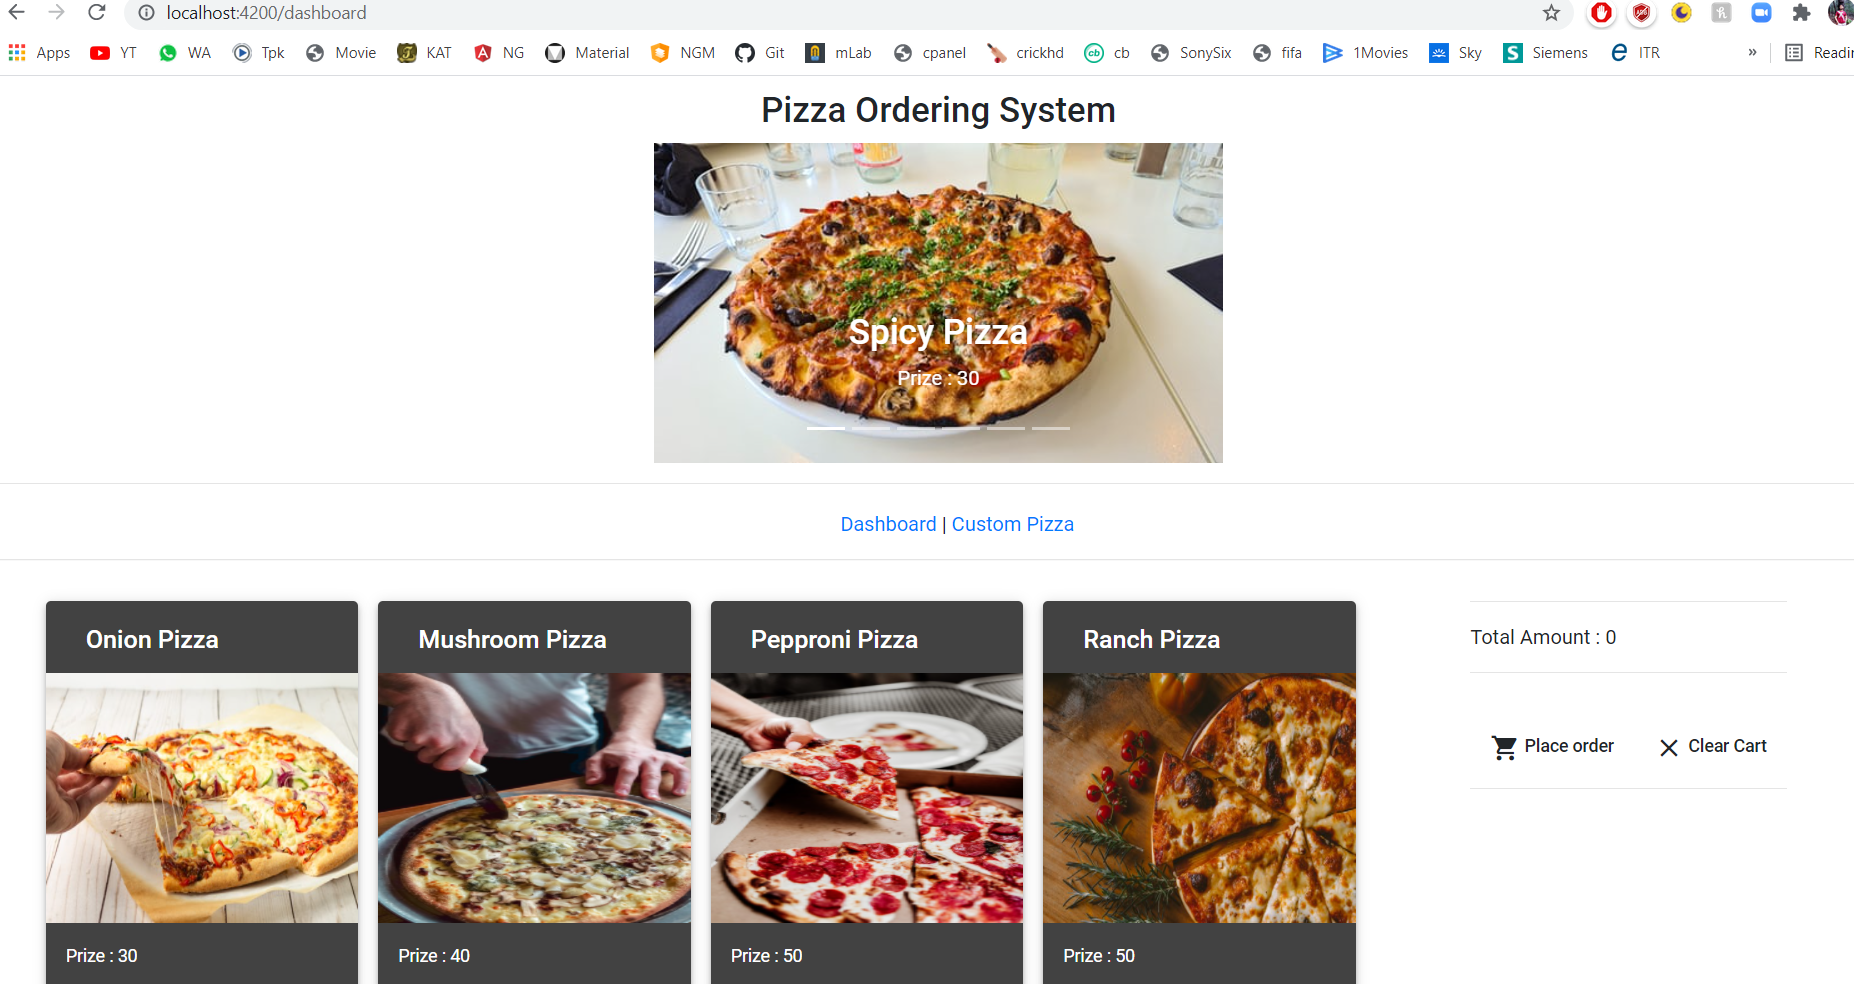 localhost:4200/dashboard
Apps YT WA Tpk Movie KAT NG Material NGM Git mLab cpanel crickhd cb SonySix fifa 1Movies Sky Siemens ITR » Readin
Pizza Ordering System
Spicy Pizza
Prize : 30
Dashboard | Custom Pizza
Onion Pizza
Mushroom Pizza
Pepproni Pizza
Ranch Pizza
Total Amount : 0
Place order
Clear Cart
Prize : 30
Prize : 40
Prize : 50
Prize : 50